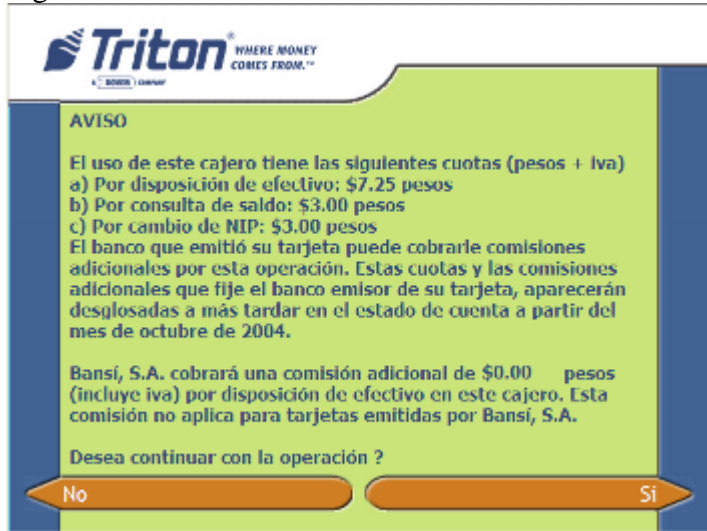 Triton® WHERE MONEY
COMES FROM.™
A DOVER COMPANY
AVISO
El uso de este cajero tiene las siguientes cuotas (pesos + iva)
a) Por disposición de efectivo: $7.25 pesos
b) Por consulta de saldo: $3.00 pesos
c) Por cambio de NIP: $3.00 pesos
El banco que emitió su tarjeta puede cobrarle comisiones
adicionales por esta operación. Estas cuotas y las comisiones
adicionales que fije el banco emisor de su tarjeta, aparecerán
desglosadas a más tardar en el estado de cuenta a partir del
mes de octubre de 2004.
Bansí, S.A. cobrará una comisión adicional de $0.00 pesos
(incluye iva) por disposición de efectivo en este cajero. Esta
comisión no aplica para tarjetas emitidas por Bansí, S.A.
Desea continuar con la operación ?
No Si